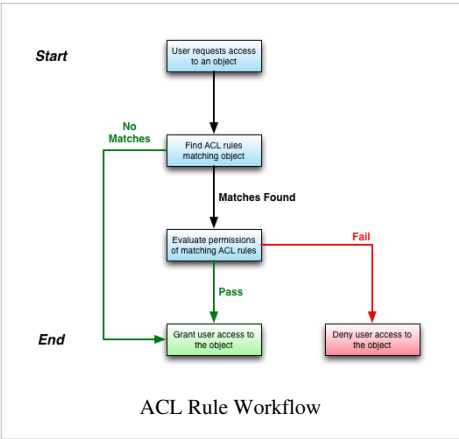 Start
User requests access
to an object
No
Matches
Find ACL rules
matching object
Matches Found
Evaluate permissions
of matching ACL rules
Fail
Pass
End
Grant user access to
the object
Deny user access to
the object
ACL Rule Workflow